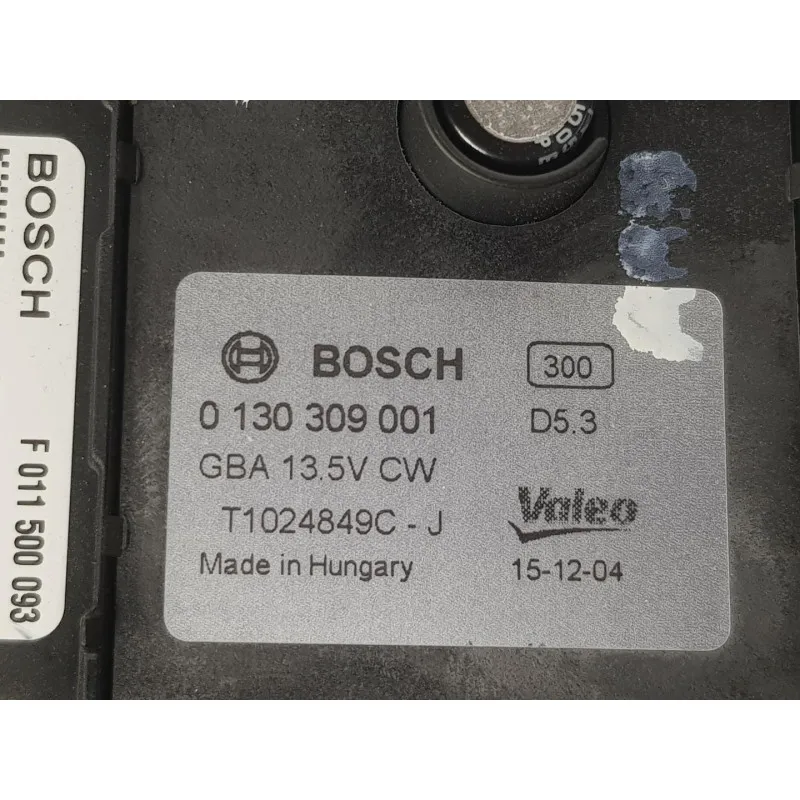 BOSCH
F 011 500 093
BOSCH
300
0 130 309 001
D5.3
GBA 13.5V CW
T1024849C - J
Valeo
Made in Hungary
15-12-04